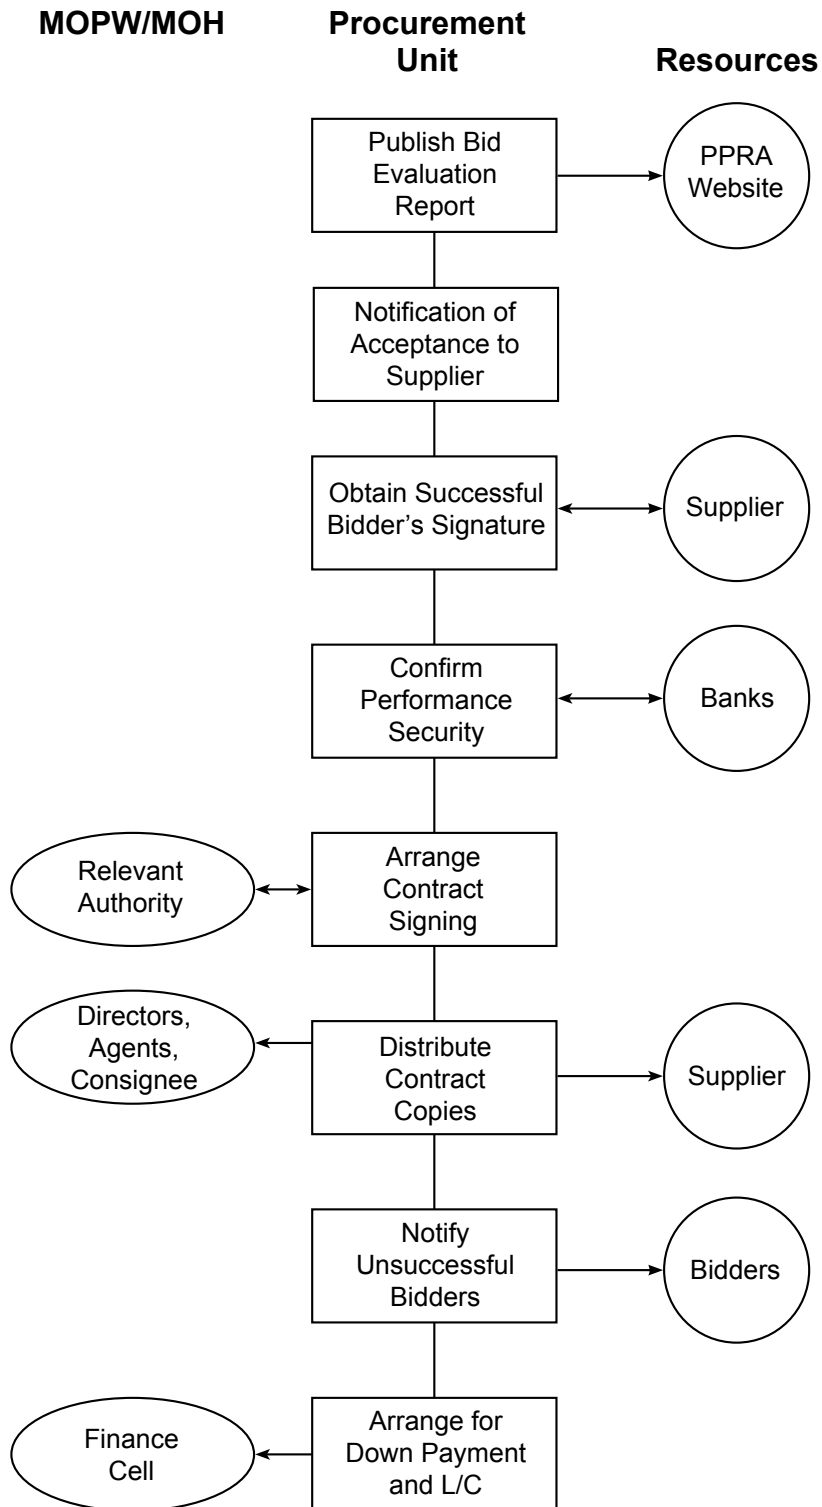 MOPW/MOH
Procurement
Unit
Resources
Publish Bid
Evaluation
Report
PPRA
Website
Notification of
Acceptance to
Supplier
Obtain Successful
Bidder’s Signature
Supplier
Confirm
Performance
Security
Banks
Relevant
Authority
Arrange
Contract
Signing
Directors,
Agents,
Consignee
Distribute
Contract
Copies
Supplier
Notify
Unsuccessful
Bidders
Bidders
Finance
Cell
Arrange for
Down Payment
and L/C